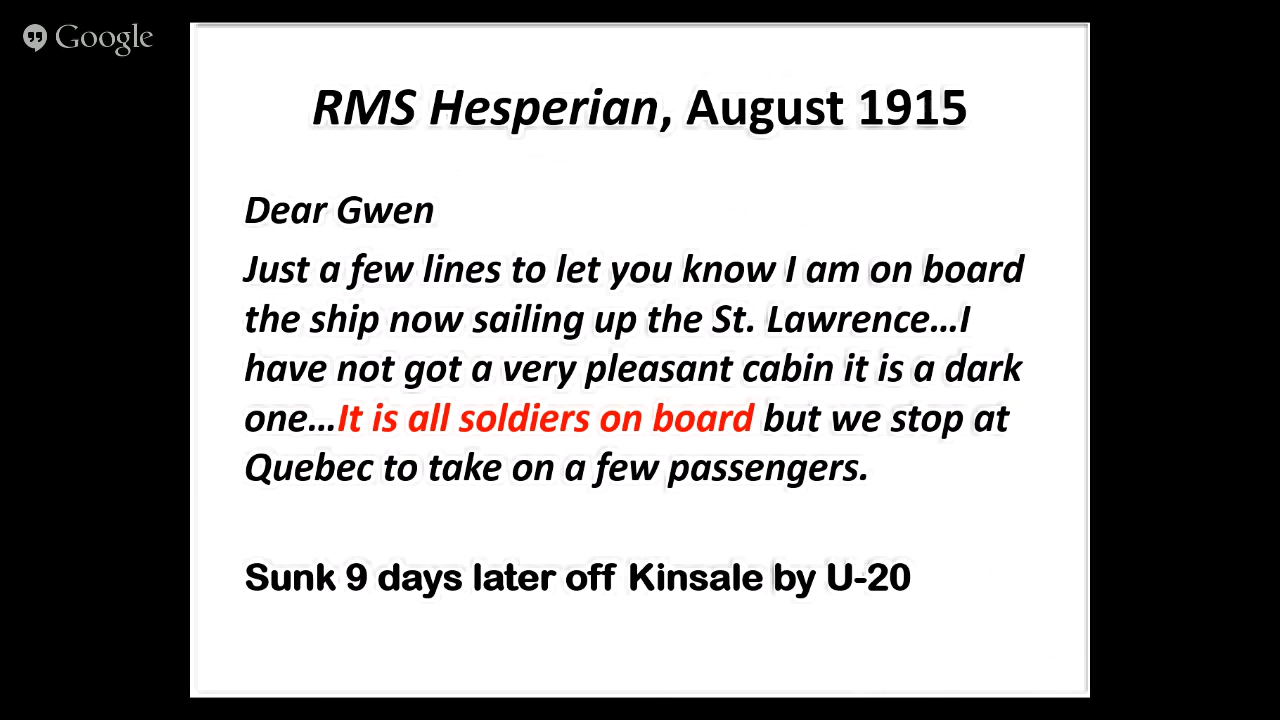 Google
RMS Hesperian, August 1915
Dear Gwen
Just a few lines to let you know I am on board
the ship now sailing up the St. Lawrence…I
have not got a very pleasant cabin it is a dark
one…It is all soldiers on board but we stop at
Quebec to take on a few passengers.
Sunk 9 days later off Kinsale by U-20